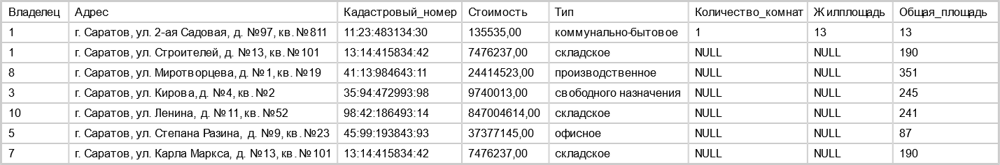 Владелец Адрес Кадастровый_номер Стоимость Тип Количество_комнат Жилплощадь Общая_площадь
1 г. Саратов, ул. 2-ая Садовая, д. №97, кв. №811 11:23:483134:30 135535,00 коммунально-бытовое 1 13 13
1 г. Саратов, ул. Строителей, д. №13, кв. №101 13:14:415834:42 7476237,00 складское NULL NULL 190
8 г. Саратов, ул. Миротворцева, д. №1, кв. №19 41:13:984643:11 24414523,00 производственное NULL NULL 351
3 г. Саратов, ул. Кирова, д. №4, кв. №2 35:94:472993:98 9740013,00 свободного назначения NULL NULL 245
10 г. Саратов, ул. Ленина, д. №11, кв. №52 98:42:186493:14 847004614,00 складское NULL NULL 241
5 г. Саратов, ул. Степана Разина, д. №9, кв. №23 45:99:193843:93 37377145,00 офисное NULL NULL 87
7 г. Саратов, ул. Карла Маркса, д. №13, кв. №101 13:14:415834:42 7476237,00 складское NULL NULL 190